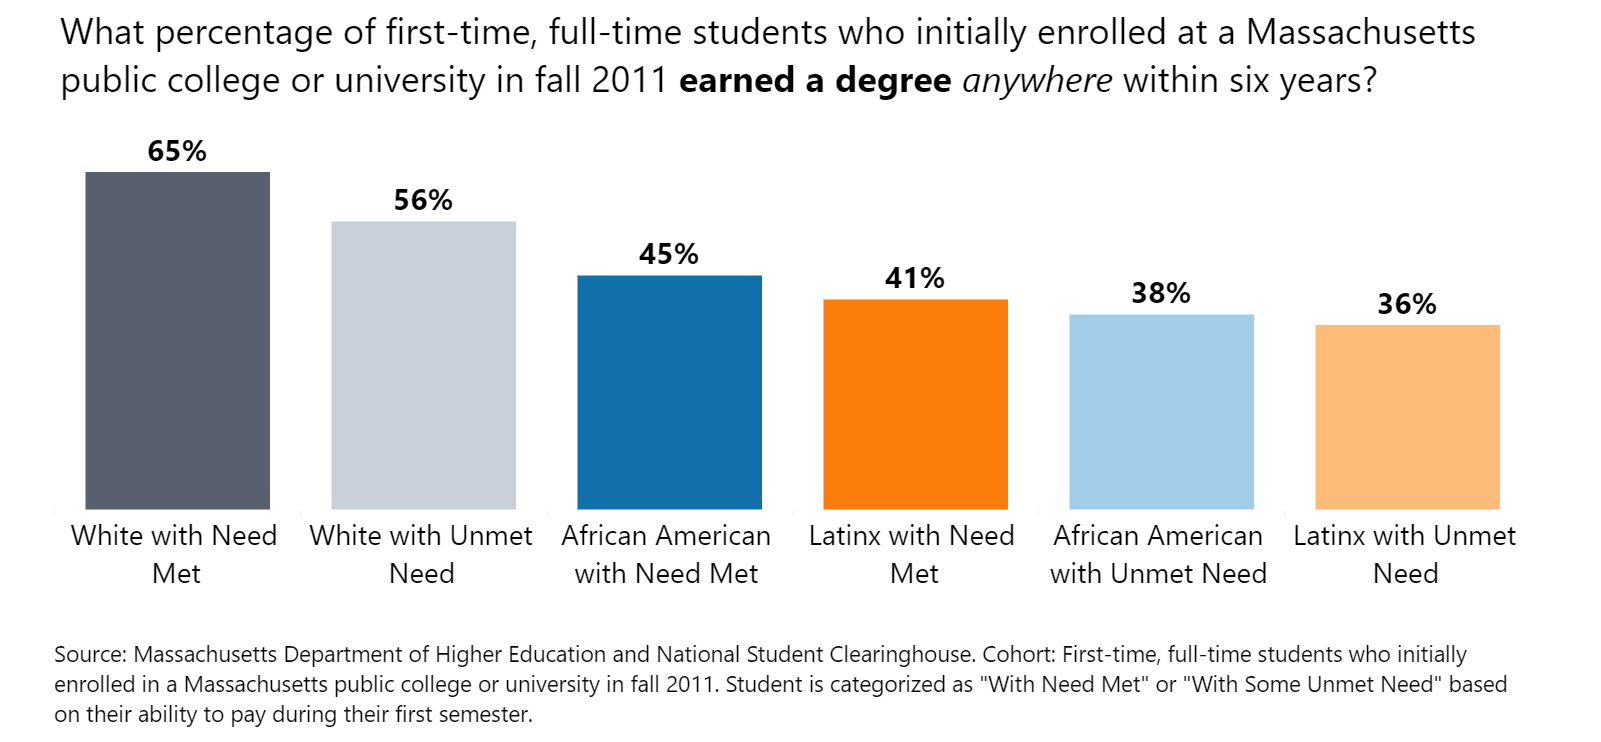 What percentage of first-time, full-time students who initially enrolled at a Massachusetts
public college or university in fall 2011 earned a degree anywhere within six years?
65%
56%
45%
41%
38%
36%
White with Need
Met
White with Unmet
Need
African American
with Need Met
Latinx with Need
Met
African American
with Unmet Need
Latinx with Unmet
Need
Source: Massachusetts Department of Higher Education and National Student Clearinghouse. Cohort: First-time, full-time students who initially
enrolled in a Massachusetts public college or university in fall 2011. Student is categorized as "With Need Met" or "With Some Unmet Need" based
on their ability to pay during their first semester.